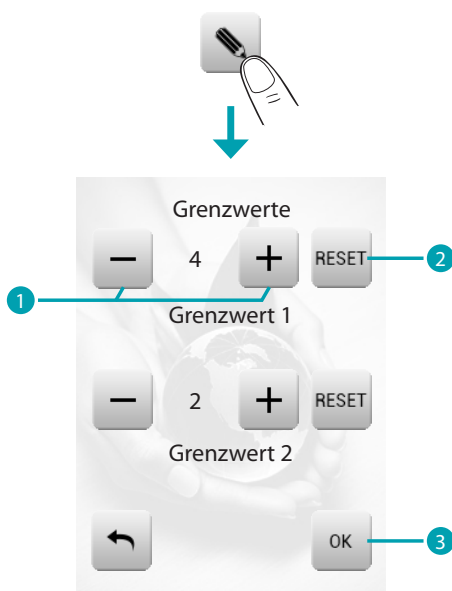 Grenzwerte
− 4 + RESET 2
1
Grenzwert 1
− 2 + RESET
Grenzwert 2
OK 3